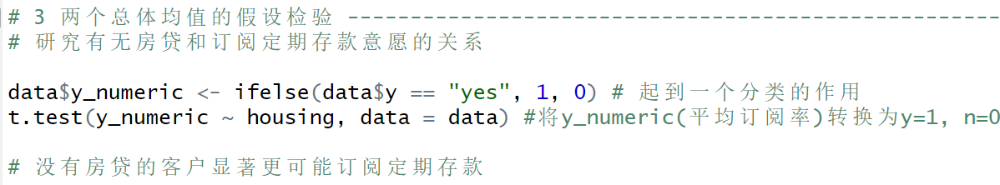 # 3 两个总体均值的假设检验 ----------------------------------------------------
# 研究有无房贷和订阅定期存款意愿的关系
data$y_numeric <- ifelse(data$y == "yes", 1, 0) # 起到一个分类的作用
t.test(y_numeric ~ housing, data = data) #将y_numeric(平均订阅率)转换为y=1, n=0
# 没有房贷的客户显著更可能订阅定期存款